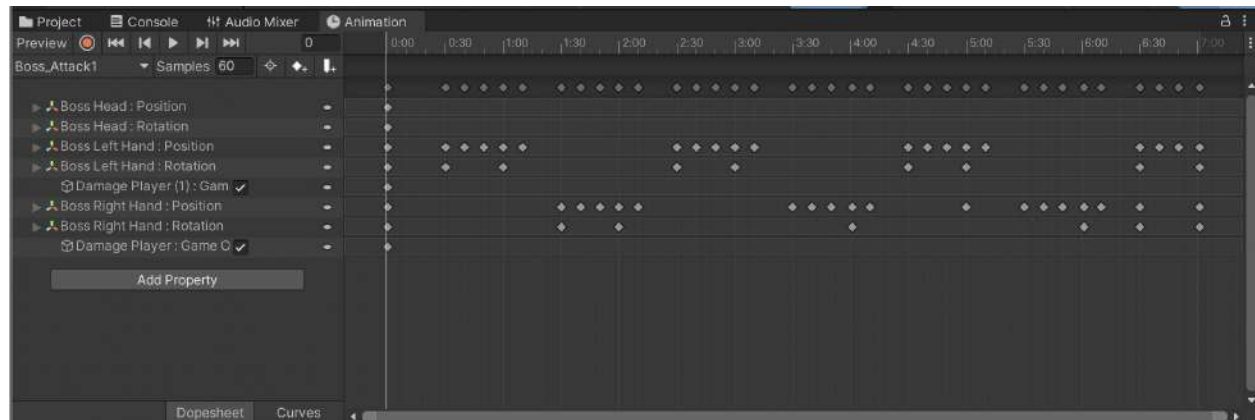 Project Console Audio Mixer Animation
Preview 0 0:00 0:30 1:00 1:30 2:00 2:30 3:00 3:30 4:00 4:30 5:00 5:30 6:00 6:30 7:00
Boss_Attack1 Samples 60
Boss Head : Position
Boss Head : Rotation
Boss Left Hand : Position
Boss Left Hand : Rotation
Damage Player (1) : Gam
Boss Right Hand : Position
Boss Right Hand : Rotation
Damage Player : Game O
Add Property
Dopesheet Curves